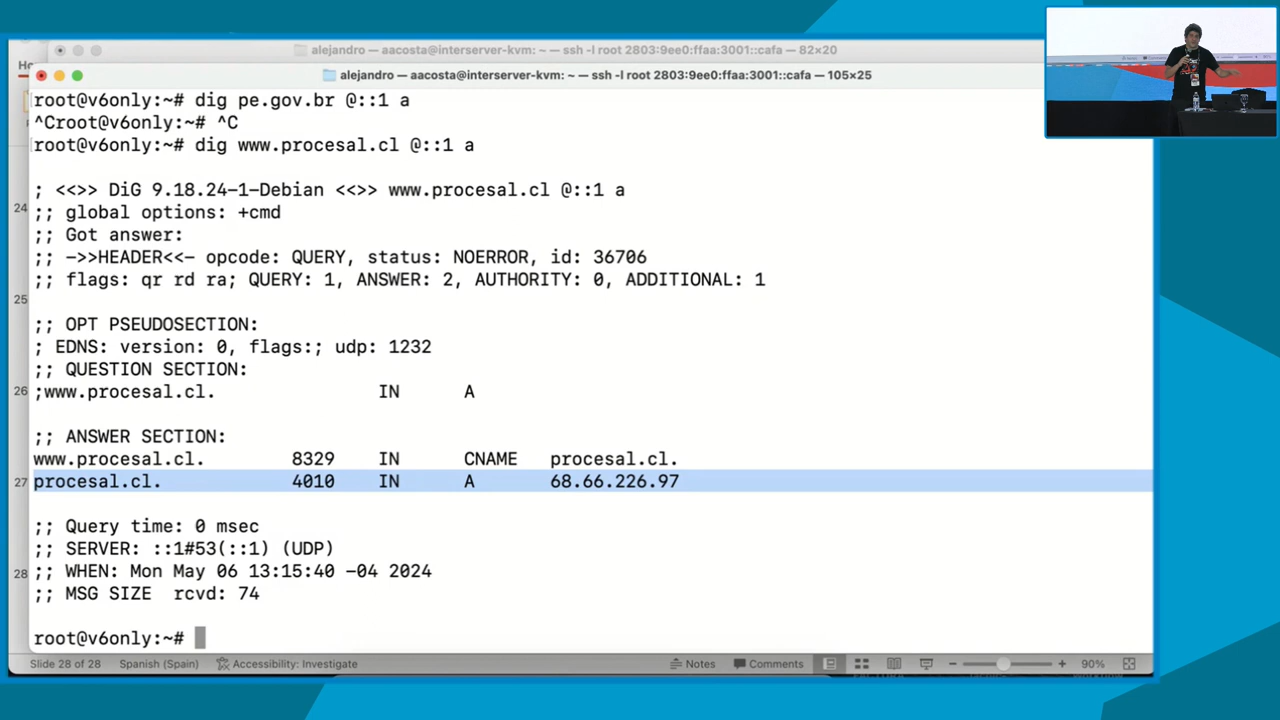 alejandro — aacosta@interserver-kvm: ~ — ssh -l root 2803:9ee0:ffaa:3001::cafa — 82×20
alejandro — aacosta@interserver-kvm: ~ — ssh -l root 2803:9ee0:ffaa:3001::cafa — 105×25
root@v6only:~# dig pe.gov.br @::1 a
^Croot@v6only:~# ^C
root@v6only:~# dig www.procesal.cl @::1 a
; <<>> DiG 9.18.24-1-Debian <<>> www.procesal.cl @::1 a
;; global options: +cmd
;; Got answer:
;; ->>HEADER<<- opcode: QUERY, status: NOERROR, id: 36706
;; flags: qr rd ra; QUERY: 1, ANSWER: 2, AUTHORITY: 0, ADDITIONAL: 1
;; OPT PSEUDOSECTION:
; EDNS: version: 0, flags:; udp: 1232
;; QUESTION SECTION:
;www.procesal.cl. IN A
;; ANSWER SECTION:
www.procesal.cl. 8329 IN CNAME procesal.cl.
procesal.cl. 4010 IN A 68.66.226.97
;; Query time: 0 msec
;; SERVER: ::1#53(::1) (UDP)
;; WHEN: Mon May 06 13:15:40 -04 2024
;; MSG SIZE rcvd: 74
root@v6only:~#
24
25
26
27
28
Slide 28 of 28 Spanish (Spain) Accessibility: Investigate Notes Comments 90%